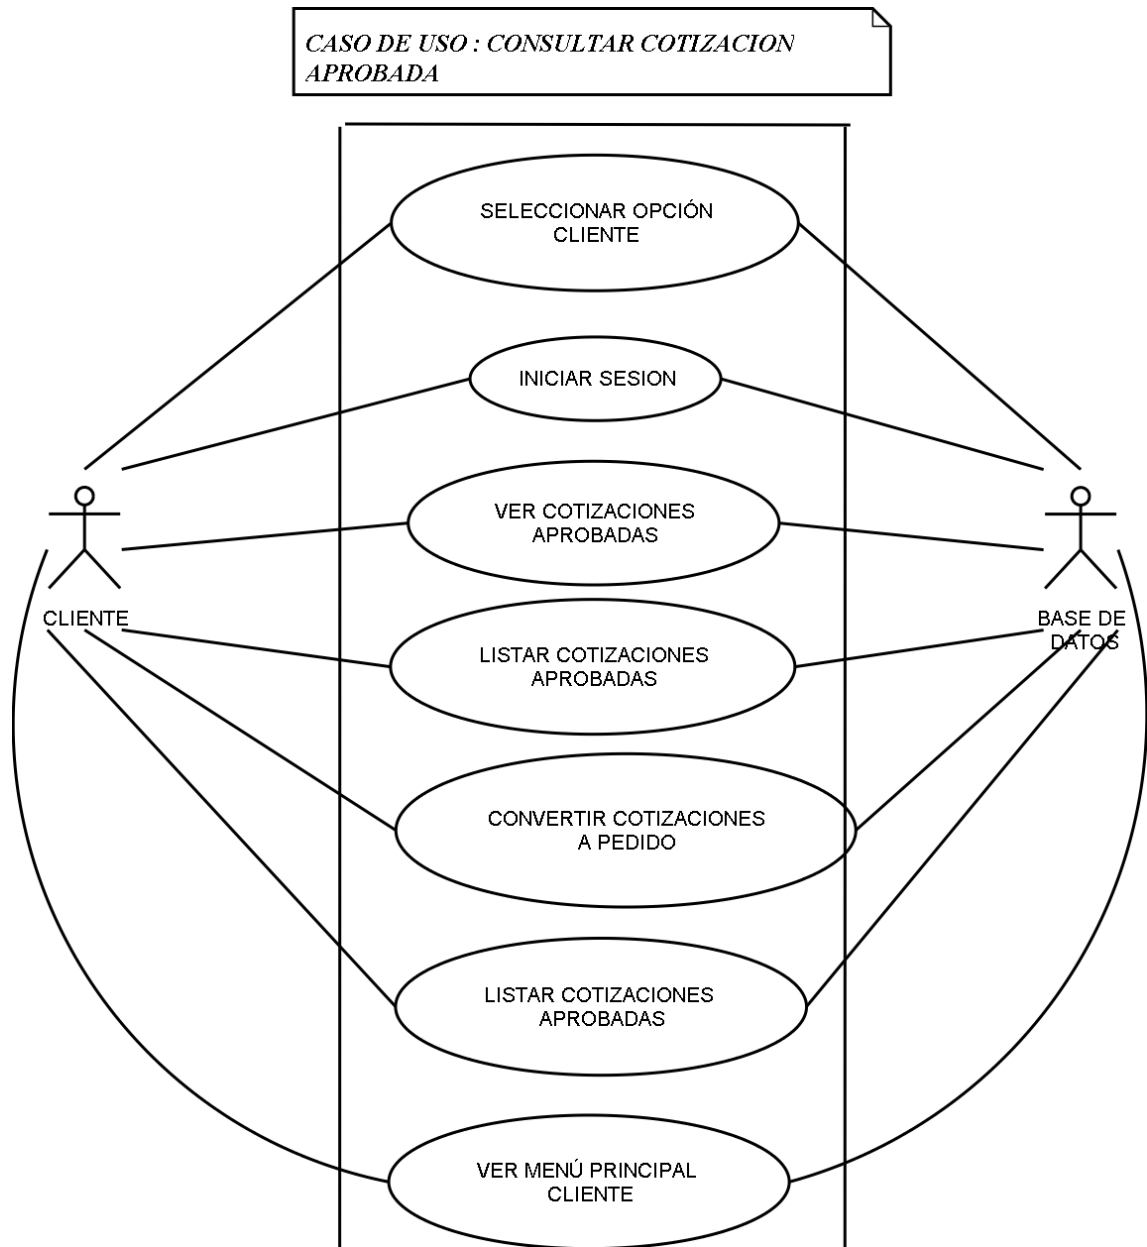 CASO DE USO : CONSULTAR COTIZACION
APROBADA
SELECCIONAR OPCIÓN
CLIENTE
INICIAR SESION
VER COTIZACIONES
APROBADAS
CLIENTE
BASE DE
DATOS
LISTAR COTIZACIONES
APROBADAS
CONVERTIR COTIZACIONES
A PEDIDO
LISTAR COTIZACIONES
APROBADAS
VER MENÚ PRINCIPAL
CLIENTE